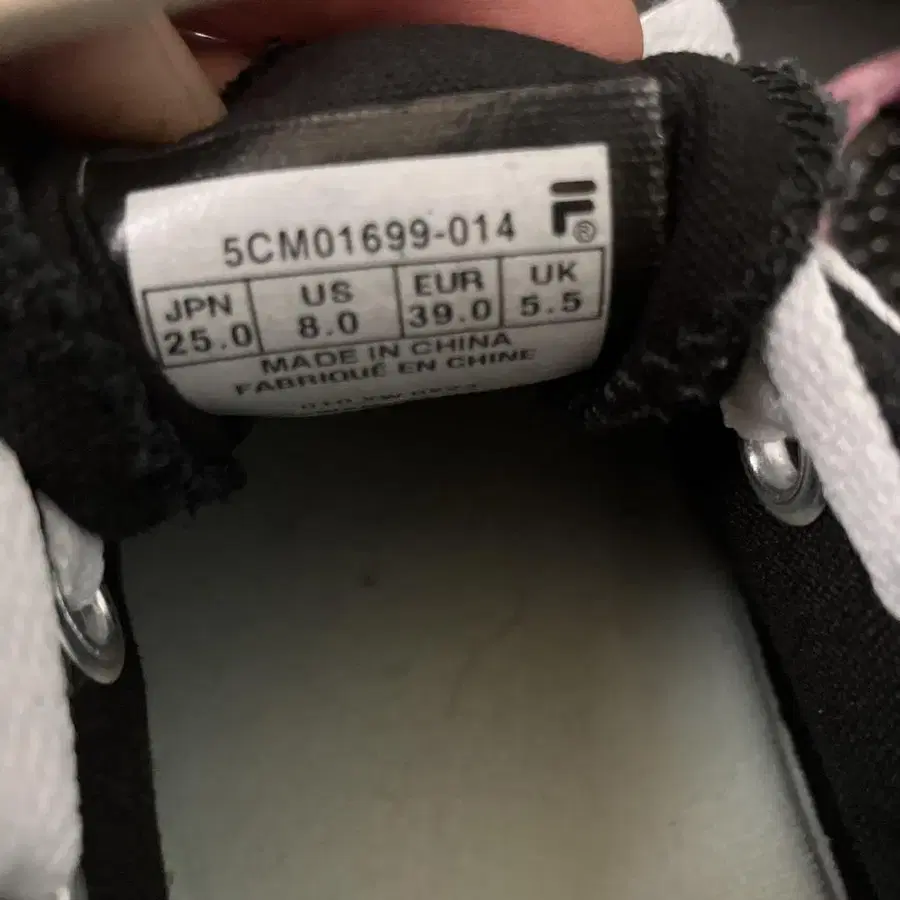 5CM01699-014
JPN US EUR UK
25.0 8.0 39.0 5.5
MADE IN CHINA
FABRIQUÉ EN CHINE